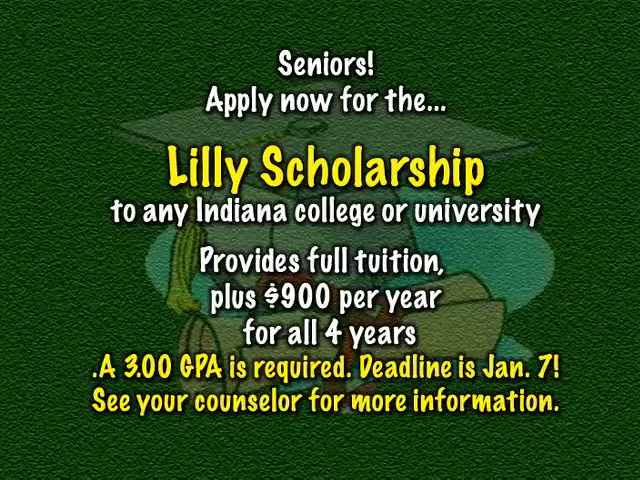 Seniors!
Apply now for the...
Lilly Scholarship
to any Indiana college or university
Provides full tuition,
plus $900 per year
for all 4 years
.A 3.00 GPA is required. Deadline is Jan. 7!
See your counselor for more information.